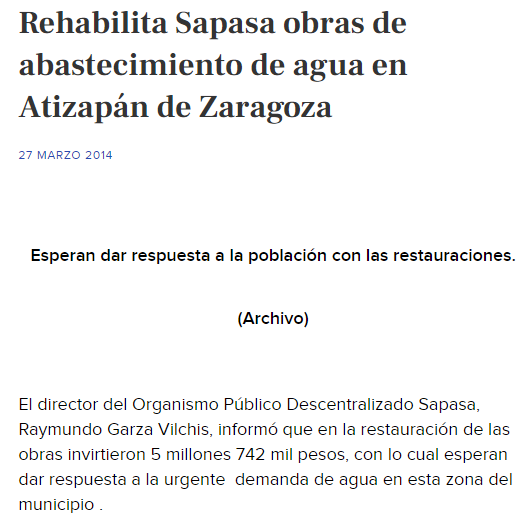 Rehabilita Sapasa obras de
abastecimiento de agua en
Atizapán de Zaragoza
27 MARZO 2014
Esperan dar respuesta a la población con las restauraciones.
(Archivo)
El director del Organismo Público Descentralizado Sapasa,
Raymundo Garza Vilchis, informó que en la restauración de las
obras invirtieron 5 millones 742 mil pesos, con lo cual esperan
dar respuesta a la urgente  demanda de agua en esta zona del
municipio .